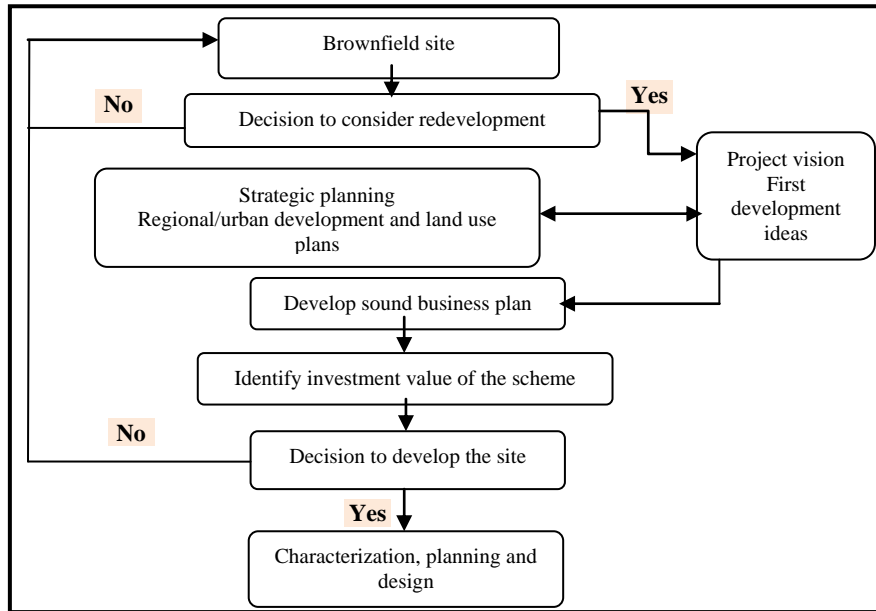 Brownfield site
No
Yes
Decision to consider redevelopment
Project vision
First
development
ideas
Strategic planning
Regional/urban development and land use
plans
Develop sound business plan
Identify investment value of the scheme
No
Decision to develop the site
Yes
Characterization, planning and
design